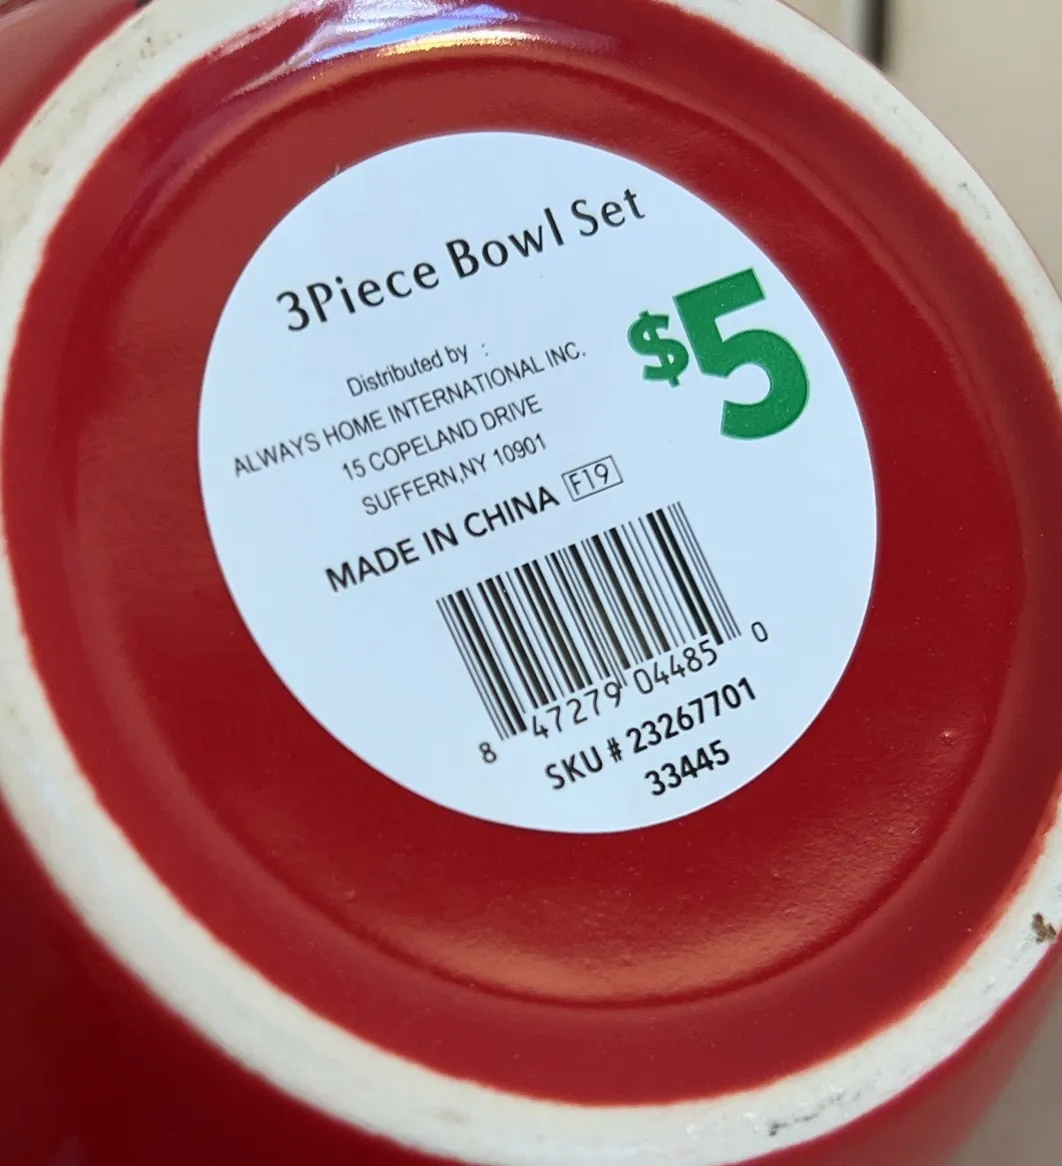 3Piece Bowl Set
$5
Distributed by :
ALWAYS HOME INTERNATIONAL INC.
15 COPELAND DRIVE
SUFFERN,NY 10901
MADE IN CHINA F19
8 47279 04485 0
SKU # 23267701
33445